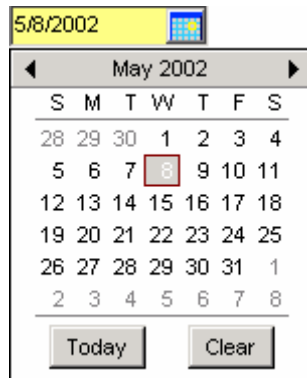 5/8/2002
May 2002
S M T W T F S
28 29 30 1 2 3 4
5 6 7 8 9 10 11
12 13 14 15 16 17 18
19 20 21 22 23 24 25
26 27 28 29 30 31 1
2 3 4 5 6 7 8
Today Clear